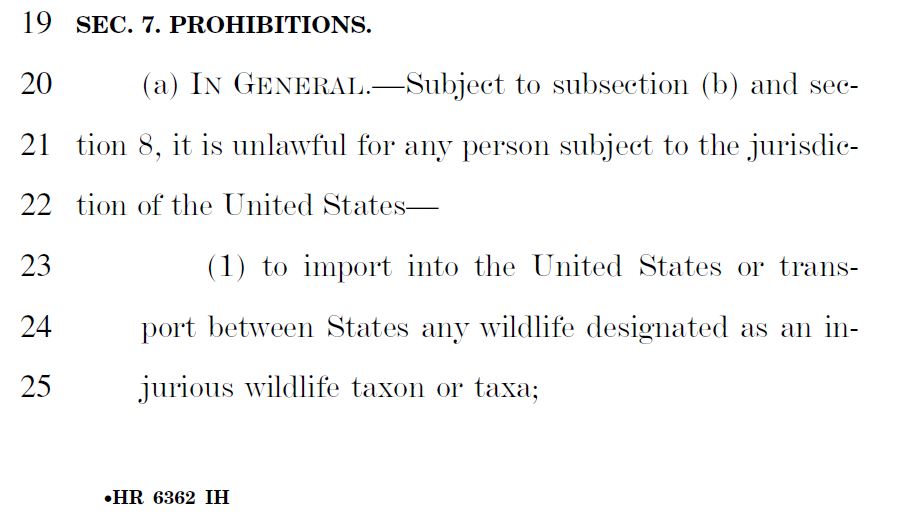 19 SEC. 7. PROHIBITIONS.
20 (a) IN GENERAL.—Subject to subsection (b) and sec-
21 tion 8, it is unlawful for any person subject to the jurisdic-
22 tion of the United States—
23 (1) to import into the United States or trans-
24 port between States any wildlife designated as an in-
25 jurious wildlife taxon or taxa;
•HR 6362 IH